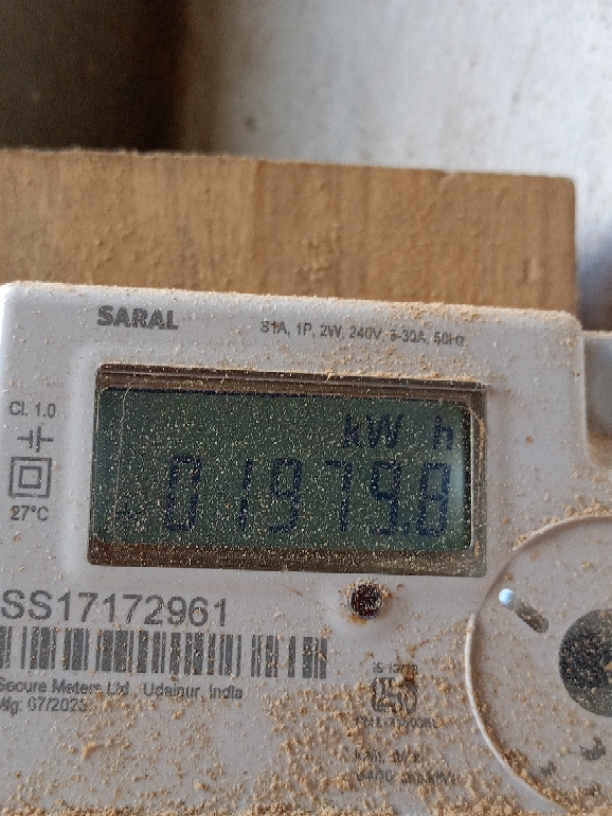 SARAL
S1A, 1P, 2W, 240V, 5-30A, 50Hz
Cl. 1.0
kW h
01979.8
27°C
SS17172961
Secure Meters Ltd., Udaipur, India
Mfg: 07/2023